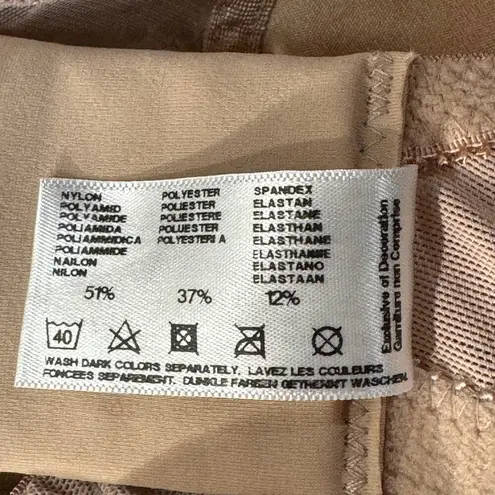 NYLON
POLYAMID
POLYAMIDE
POLIAMIDA
POLIAMMIDICA
POLIAMMIDE
NAILON
NILON
51%
POLYESTER
POLIESTER
POLIESTERE
POLUESTER
POLYESTERI A
37%
SPANDEX
ELASTAN
ELASTANE
ELASTHAN
ELASTHANE
ELASTHANNE
ELASTANO
ELASTAAN
12%
40
WASH DARK COLORS SEPARATELY. LAVEZ LES COULEURS
FONCEES SEPAREMENT. DUNKLE FARBEN GETHENNT WASCHEN.
Exclusive of Decoration
Garniture non Comprise